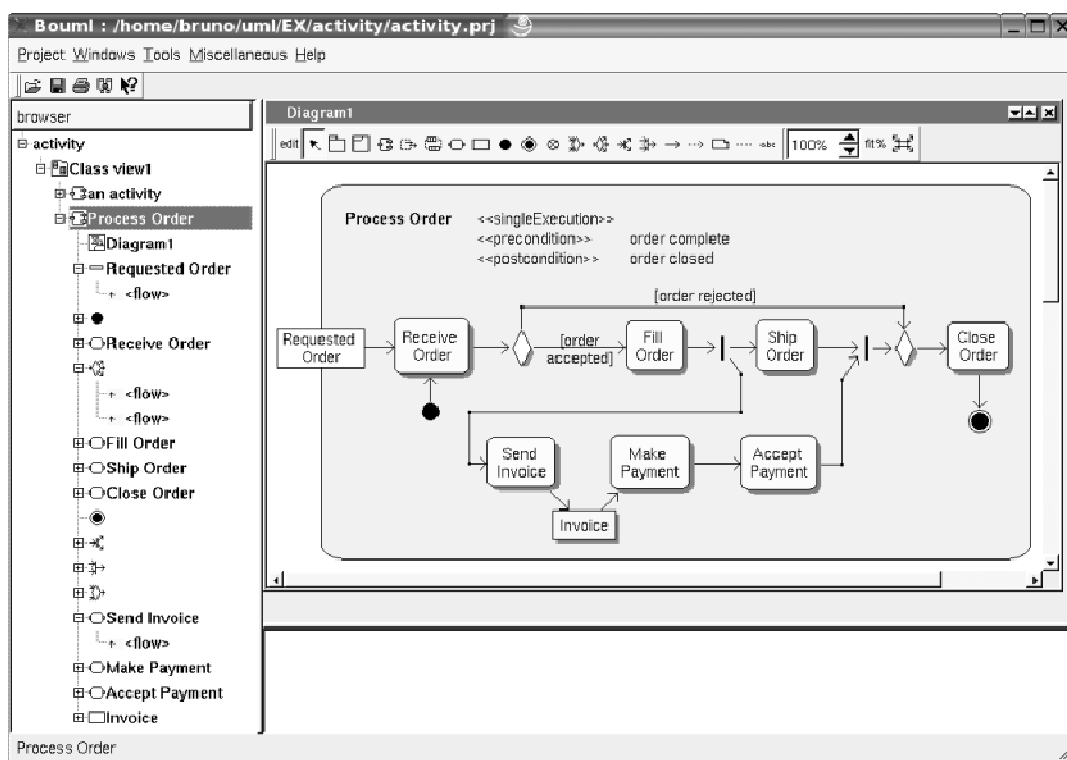 Bouml : /home/bruno/uml/EX/activity/activity.prj
Project Windows Tools Miscellaneous Help
browser
activity
Class view1
an activity
Process Order
Diagram1
Requested Order
<flow>
Receive Order
<flow>
<flow>
Fill Order
Ship Order
Close Order
Send Invoice
<flow>
Make Payment
Accept Payment
Invoice
Diagram1
edit
abc
100%
fit%
Process Order <<singleExecution>>
<<precondition>> order complete
<<postcondition>> order closed
[order rejected]
Requested
Order
Receive
Order
[order
accepted]
Fill
Order
Ship
Order
Close
Order
Send
Invoice
Make
Payment
Accept
Payment
Invoice
Process Order